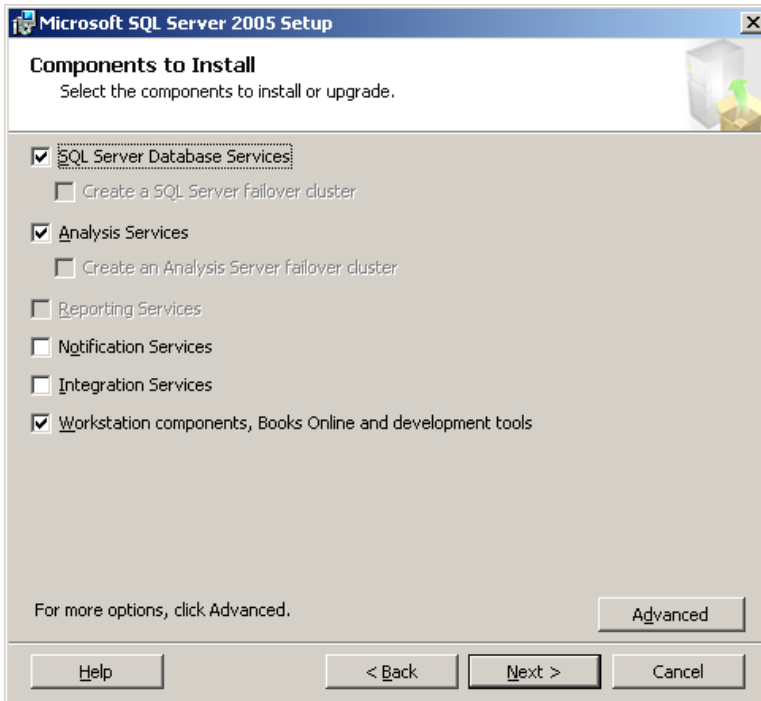 Microsoft SQL Server 2005 Setup
Components to Install
Select the components to install or upgrade.
SQL Server Database Services
Create a SQL Server failover cluster
Analysis Services
Create an Analysis Server failover cluster
Reporting Services
Notification Services
Integration Services
Workstation components, Books Online and development tools
For more options, click Advanced.
Advanced
Help
< Back
Next >
Cancel